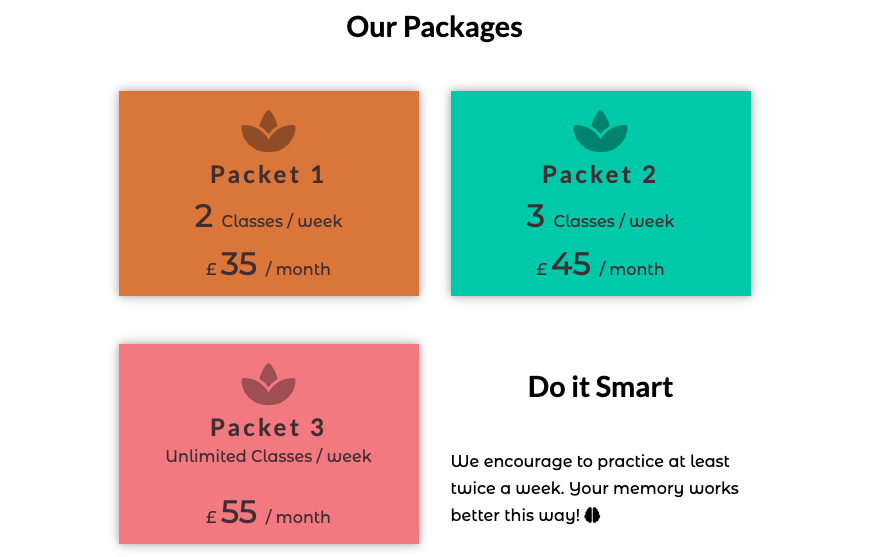 Our Packages
Packet 1
2 Classes / week
£ 35 / month
Packet 2
3 Classes / week
£ 45 / month
Packet 3
Unlimited Classes / week
£ 55 / month
Do it Smart
We encourage to practice at least
twice a week. Your memory works
better this way!